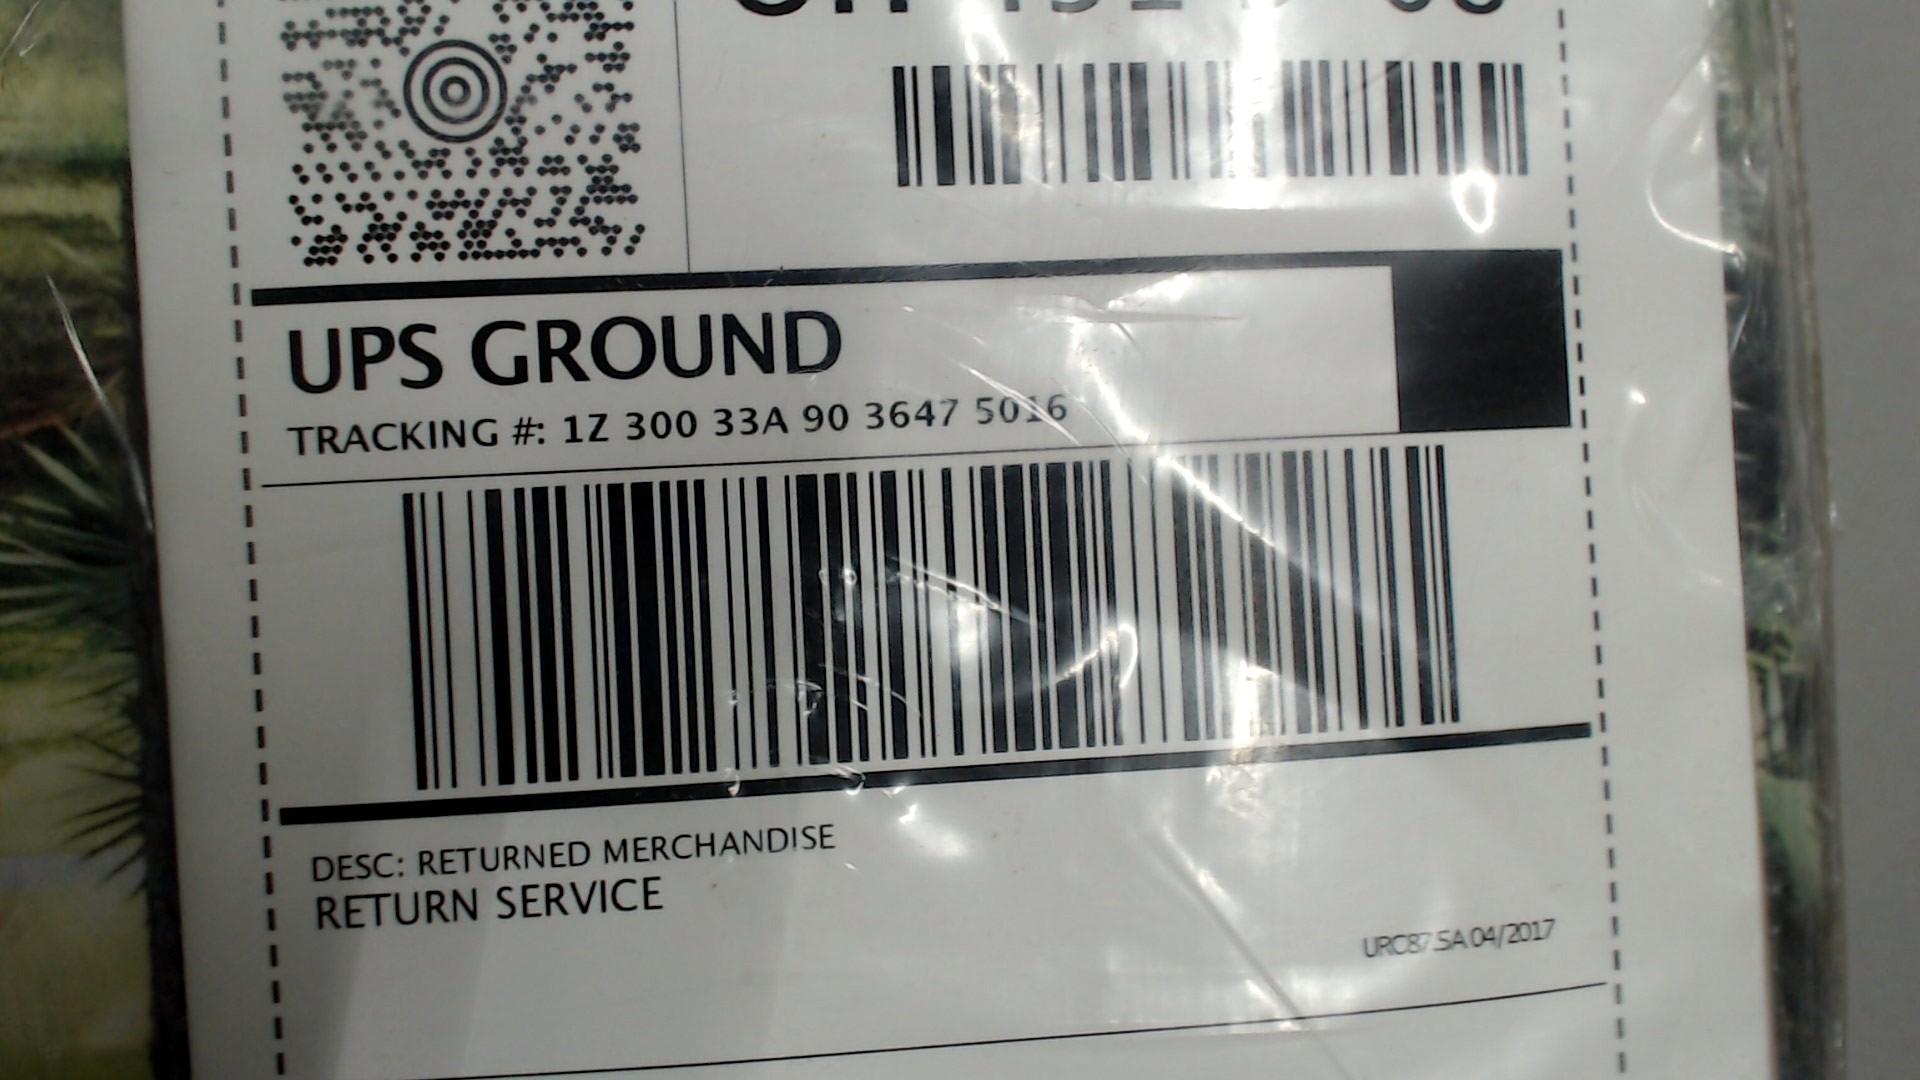 UPS GROUND
TRACKING #: 1Z 300 33A 90 3647 5016
DESC: RETURNED MERCHANDISE
RETURN SERVICE
URC87.5A 04/2017